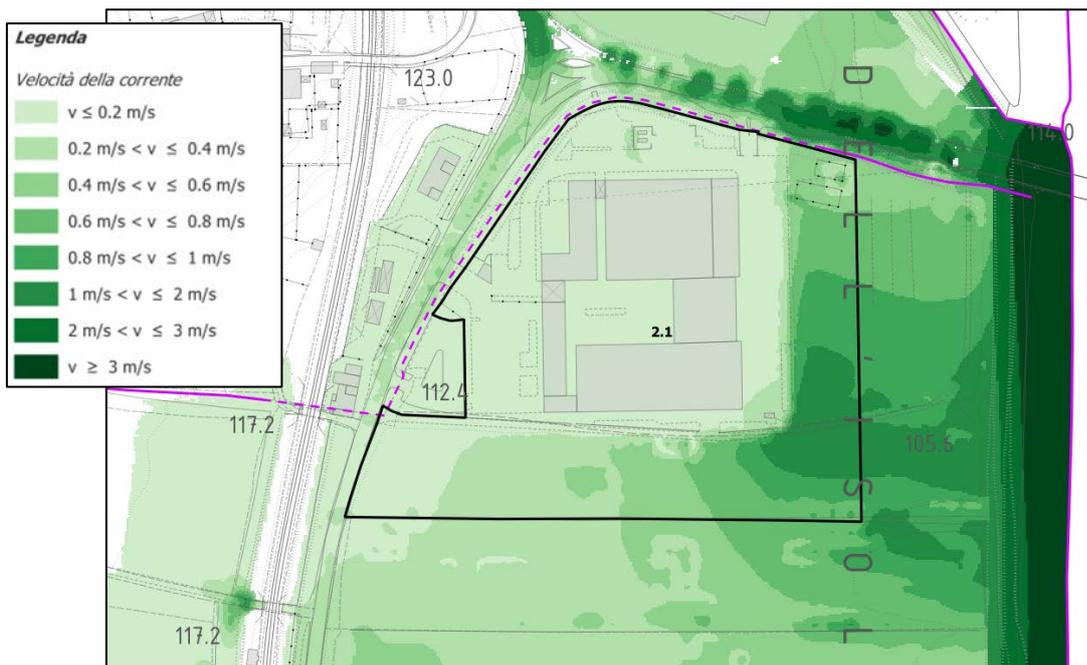 Legenda
Velocità della corrente
v ≤ 0.2 m/s
0.2 m/s < v ≤ 0.4 m/s
0.4 m/s < v ≤ 0.6 m/s
0.6 m/s < v ≤ 0.8 m/s
0.8 m/s < v ≤ 1 m/s
1 m/s < v ≤ 2 m/s
2 m/s < v ≤ 3 m/s
v ≥ 3 m/s
123.0
114.0
2.1
112.4
117.2
105.6
117.2
DELL'ISOL